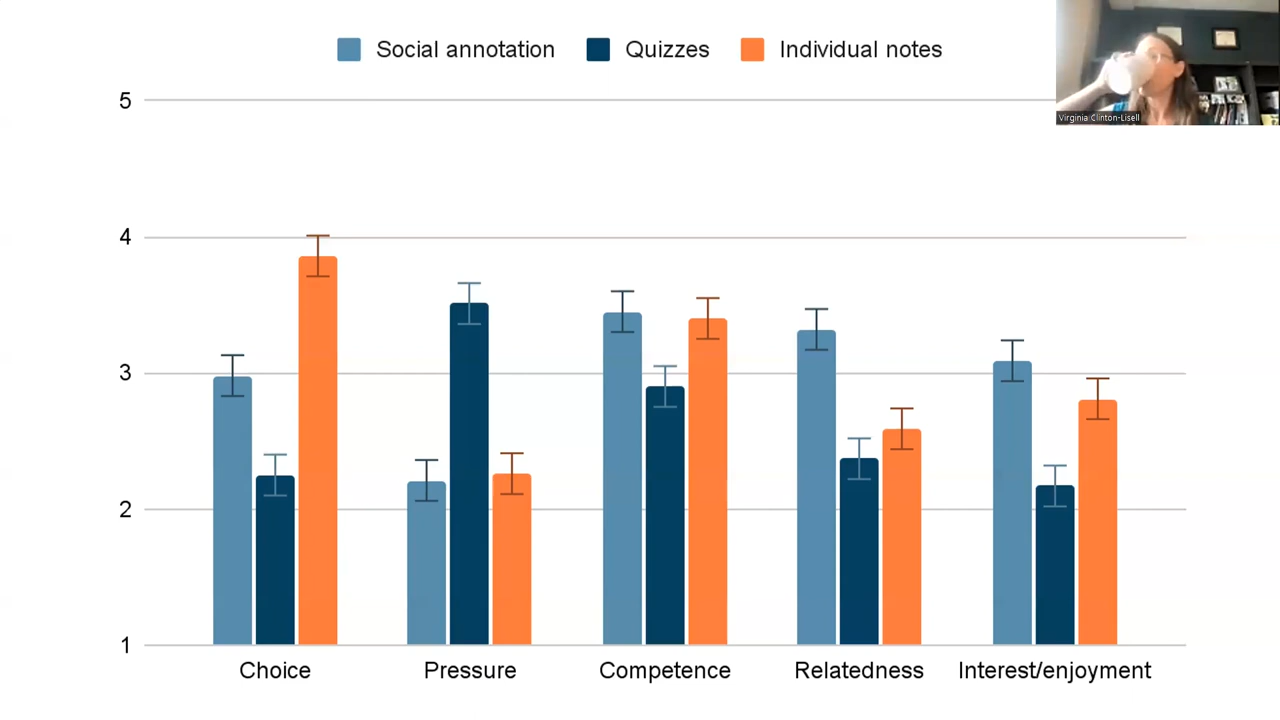 Social annotation Quizzes Individual notes
5
4
3
2
1
Choice Pressure Competence Relatedness Interest/enjoyment
Virginia Clinton-Lisell